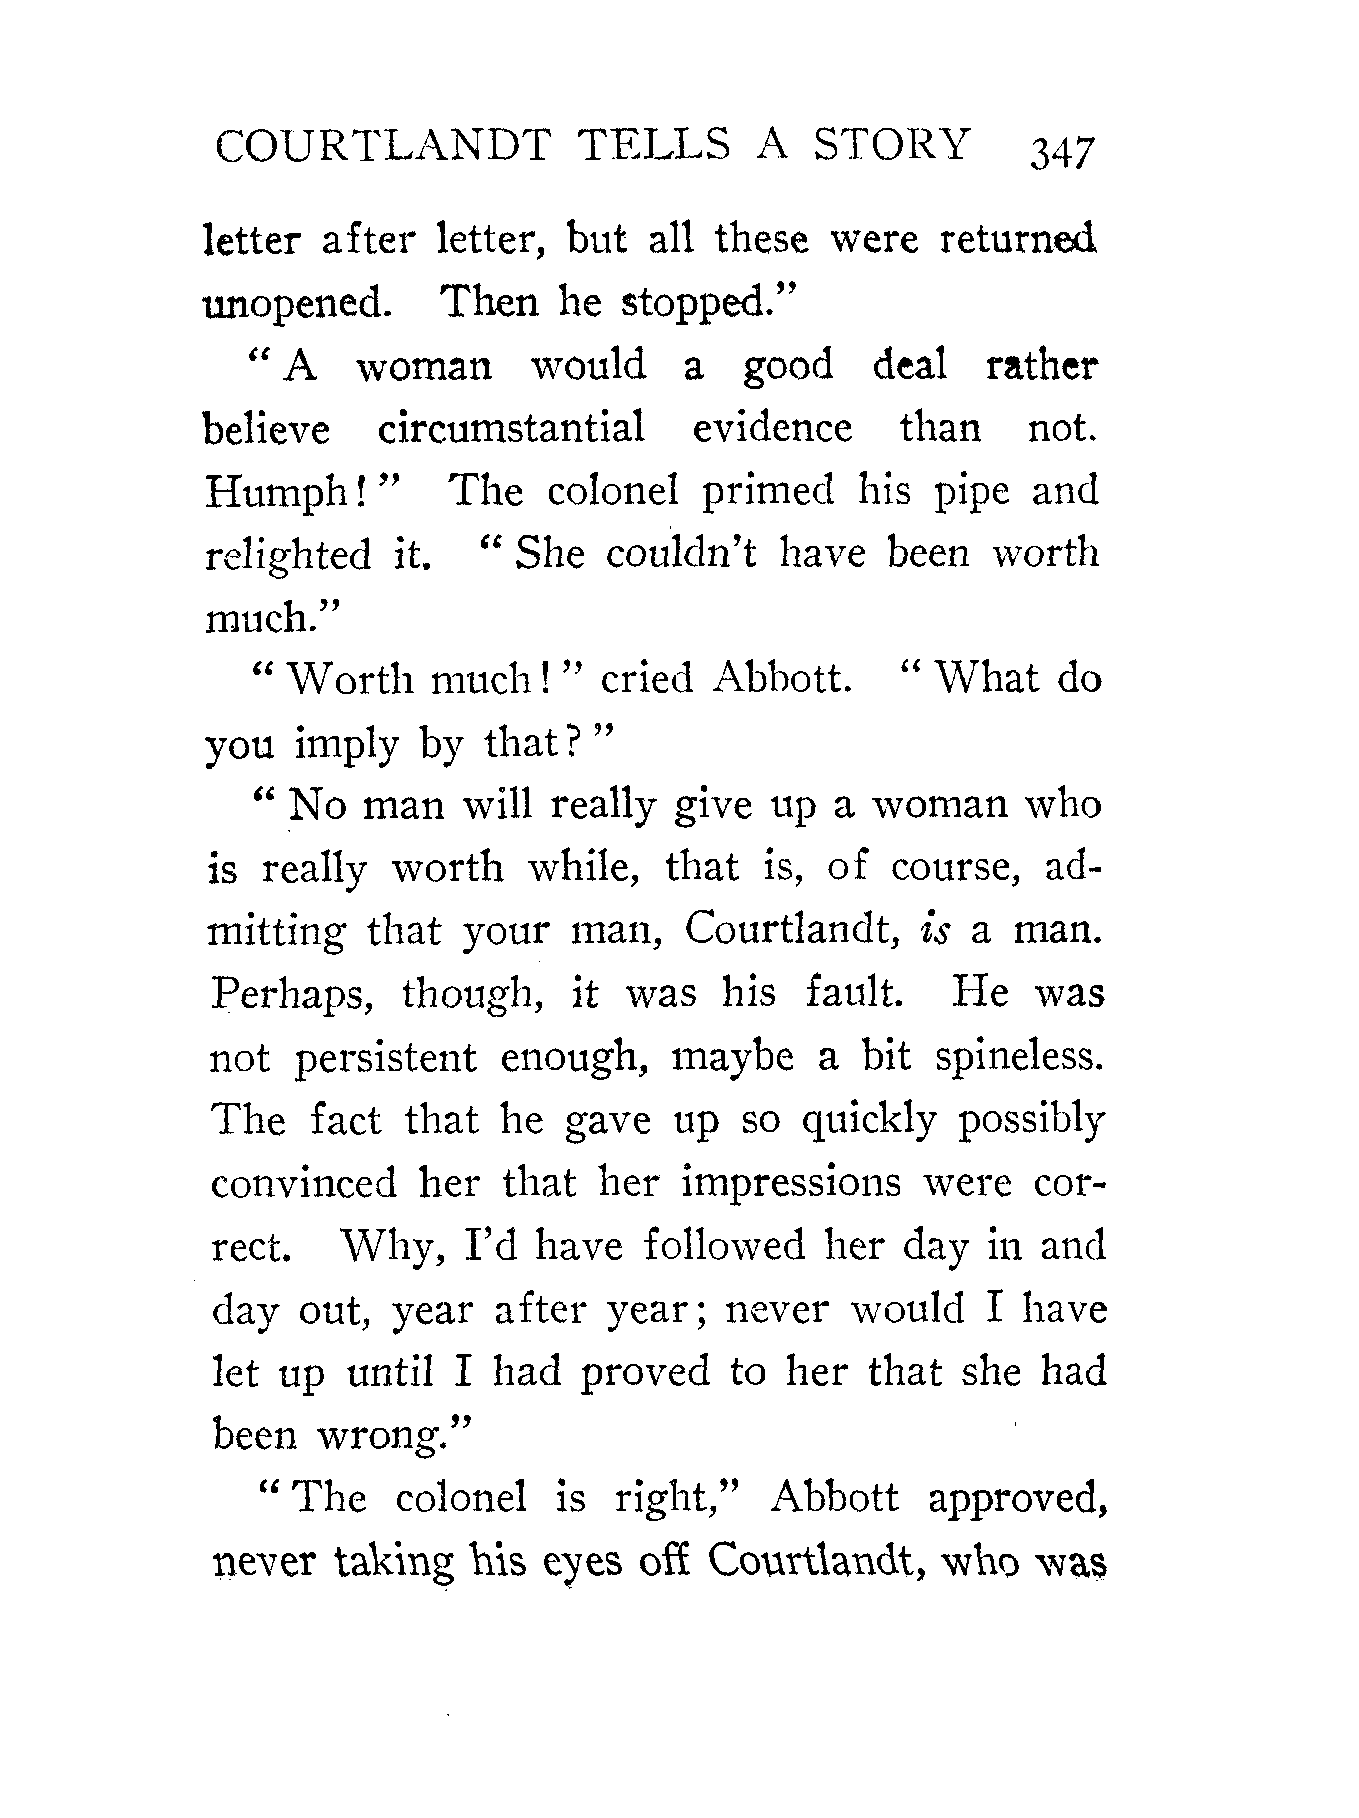 COURTLANDT TELLS A STORY 347
letter after letter, but all these were returned
unopened. Then he stopped."
"A woman would a good deal rather
believe circumstantial evidence than not.
Humph!" The colonel primed his pipe and
relighted it. "She couldn't have been worth
much."
"Worth much!" cried Abbott. "What do
you imply by that?"
"No man will really give up a woman who
is really worth while, that is, of course, ad-
mitting that your man, Courtlandt, is a man.
Perhaps, though, it was his fault. He was
not persistent enough, maybe a bit spineless.
The fact that he gave up so quickly possibly
convinced her that her impressions were cor-
rect. Why, I'd have followed her day in and
day out, year after year; never would I have
let up until I had proved to her that she had
been wrong."
"The colonel is right," Abbott approved,
never taking his eyes off Courtlandt, who was